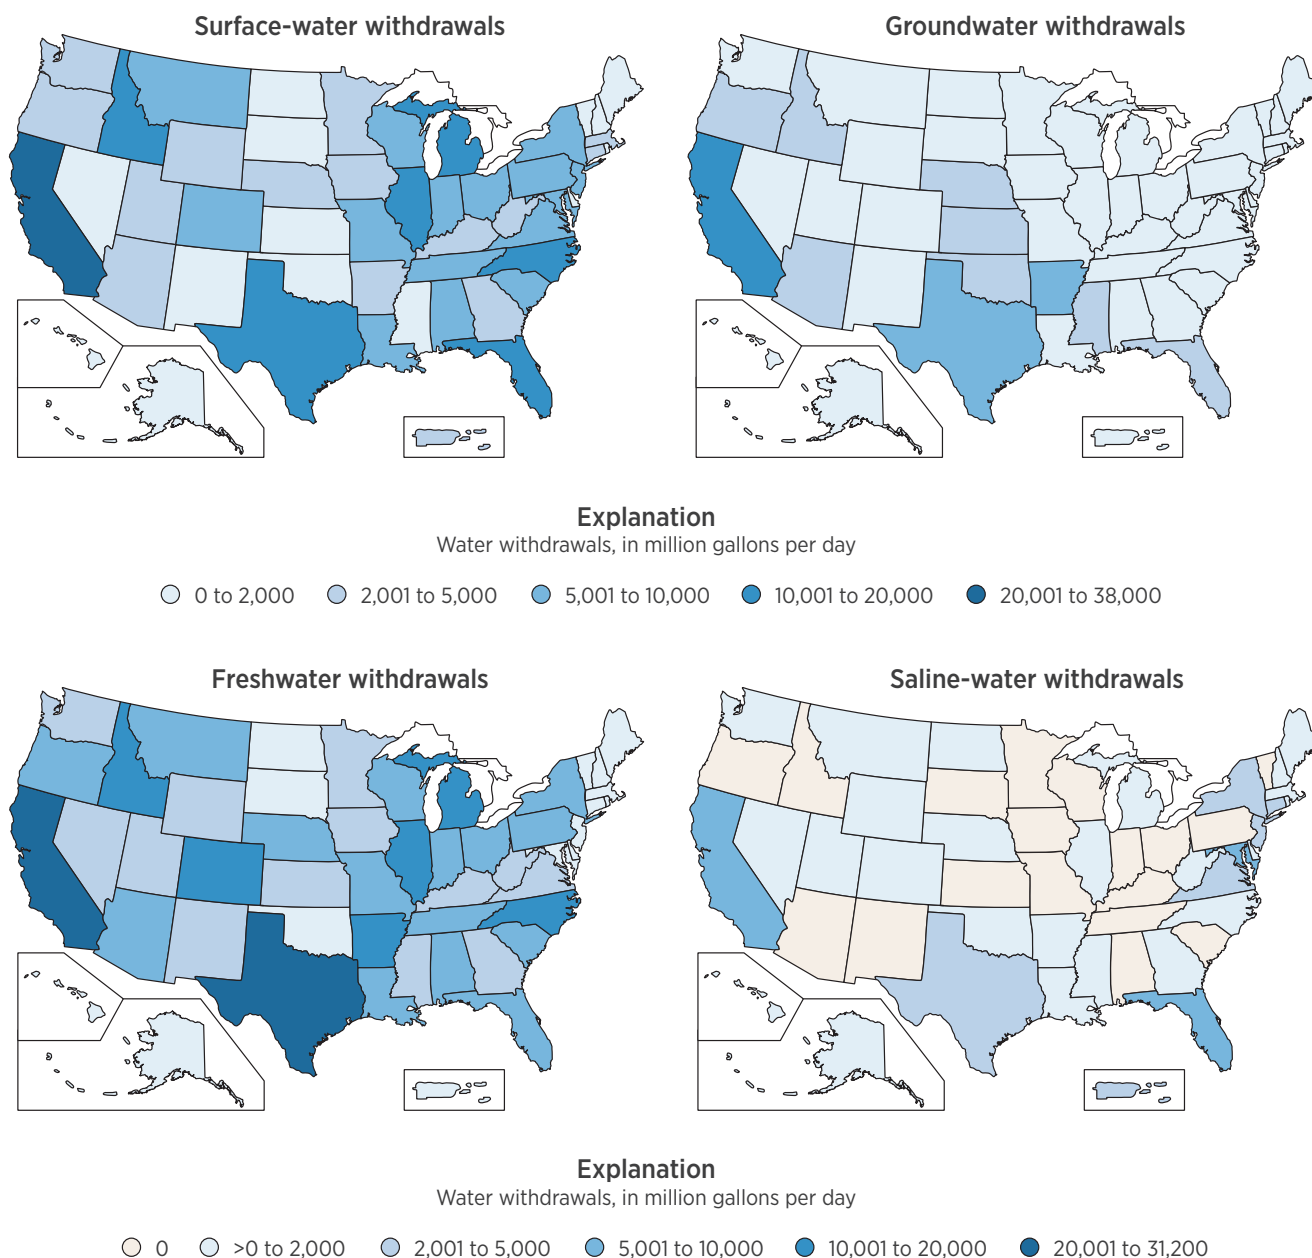 Surface-water withdrawals
Groundwater withdrawals
Explanation
Water withdrawals, in million gallons per day
0 to 2,000 2,001 to 5,000 5,001 to 10,000 10,001 to 20,000 20,001 to 38,000
Freshwater withdrawals
Saline-water withdrawals
Explanation
Water withdrawals, in million gallons per day
0 >0 to 2,000 2,001 to 5,000 5,001 to 10,000 10,001 to 20,000 20,001 to 31,200